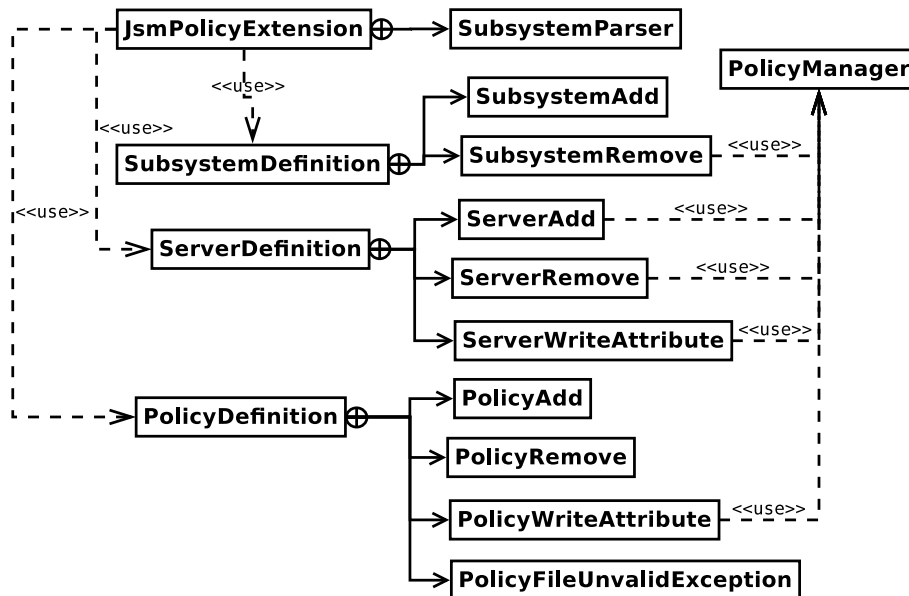 JsmPolicyExtension
SubsystemParser
PolicyManager
<<use>>
SubsystemAdd
<<use>>
SubsystemDefinition
SubsystemRemove
<<use>>
<<use>>
ServerAdd
<<use>>
ServerDefinition
ServerRemove
<<use>>
ServerWriteAttribute
<<use>>
PolicyDefinition
PolicyAdd
PolicyRemove
PolicyWriteAttribute
<<use>>
PolicyFileUnvalidException